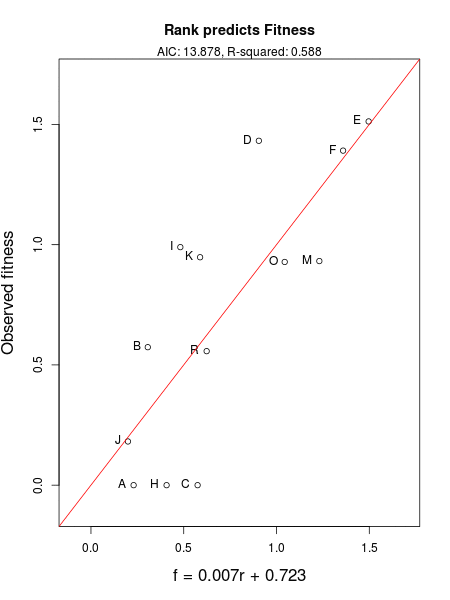 Rank predicts Fitness
AIC: 13.878, R-squared: 0.588
E
D
F
I
K
O
M
B
R
J
A
H
C
1.5
1.0
0.5
0.0
Observed fitness
0.0 0.5 1.0 1.5
f = 0.007r + 0.723